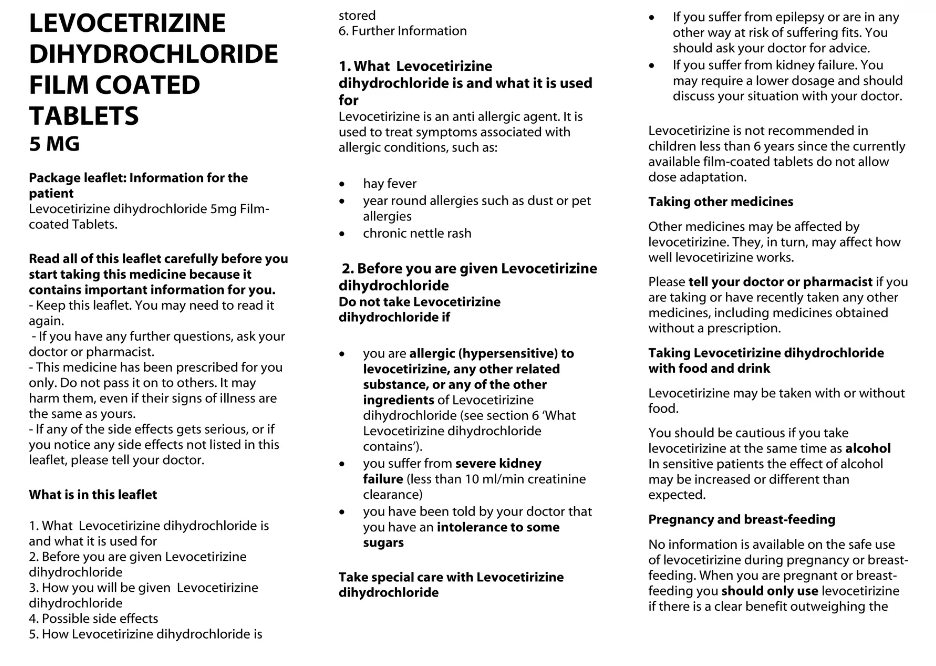 LEVOCETRIZINE
DIHYDROCHLORIDE
FILM COATED
TABLETS
5 MG
Package leaflet: Information for the
patient
Levocetirizine dihydrochloride 5mg Film-
coated Tablets.
Read all of this leaflet carefully before you
start taking this medicine because it
contains important information for you.
- Keep this leaflet. You may need to read it
again.
- If you have any further questions, ask your
doctor or pharmacist.
- This medicine has been prescribed for you
only. Do not pass it on to others. It may
harm them, even if their signs of illness are
the same as yours.
- If any of the side effects gets serious, or if
you notice any side effects not listed in this
leaflet, please tell your doctor.
What is in this leaflet
1. What Levocetirizine dihydrochloride is
and what it is used for
2. Before you are given Levocetirizine
dihydrochloride
3. How you will be given Levocetirizine
dihydrochloride
4. Possible side effects
5. How Levocetirizine dihydrochloride is
stored
6. Further Information
1. What Levocetirizine
dihydrochloride is and what it is used
for
Levocetirizine is an anti allergic agent. It is
used to treat symptoms associated with
allergic conditions, such as:
• hay fever
• year round allergies such as dust or pet
allergies
• chronic nettle rash
2. Before you are given Levocetirizine
dihydrochloride
Do not take Levocetirizine
dihydrochloride if
• you are allergic (hypersensitive) to
levocetirizine, any other related
substance, or any of the other
ingredients of Levocetirizine
dihydrochloride (see section 6 ‘What
Levocetirizine dihydrochloride
contains’).
• you suffer from severe kidney
failure (less than 10 ml/min creatinine
clearance)
• you have been told by your doctor that
you have an intolerance to some
sugars
Take special care with Levocetirizine
dihydrochloride
• If you suffer from epilepsy or are in any
other way at risk of suffering fits. You
should ask your doctor for advice.
• If you suffer from kidney failure. You
may require a lower dosage and should
discuss your situation with your doctor.
Levocetirizine is not recommended in
children less than 6 years since the currently
available film-coated tablets do not allow
dose adaptation.
Taking other medicines
Other medicines may be affected by
levocetirizine. They, in turn, may affect how
well levocetirizine works.
Please tell your doctor or pharmacist if you
are taking or have recently taken any other
medicines, including medicines obtained
without a prescription.
Taking Levocetirizine dihydrochloride
with food and drink
Levocetirizine may be taken with or without
food.
You should be cautious if you take
levocetirizine at the same time as alcohol
In sensitive patients the effect of alcohol
may be increased or different than
expected.
Pregnancy and breast-feeding
No information is available on the safe use
of levocetirizine during pregnancy or breast-
feeding. When you are pregnant or breast-
feeding you should only use levocetirizine
if there is a clear benefit outweighing the